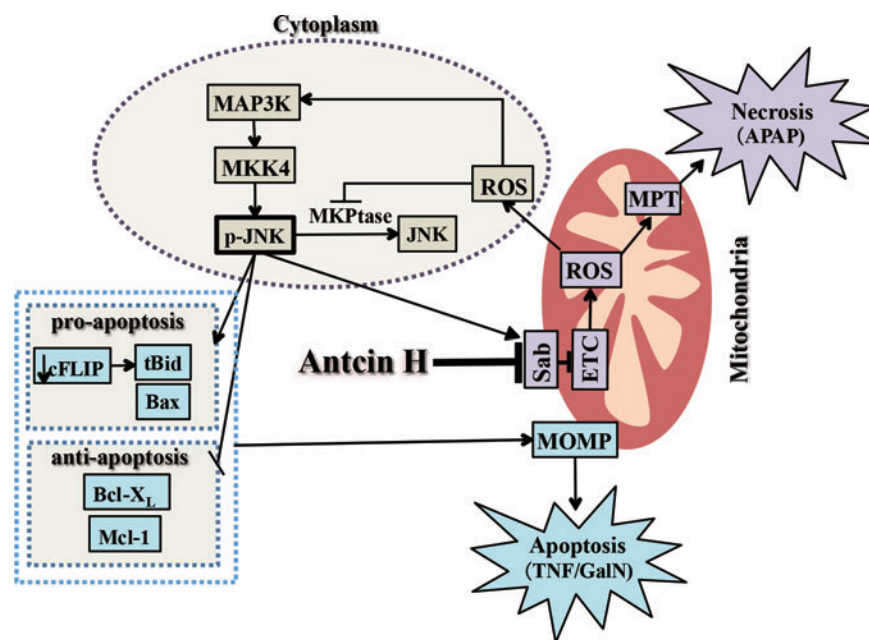 Cytoplasm
MAP3K
MKK4
ROS
MKPtase
p-JNK
JNK
Necrosis
(APAP)
MPT
ROS
Mitochondria
pro-apoptosis
cFLIP
tBid
Bax
Antcin H
Sab
ETC
anti-apoptosis
Bcl-XL
Mcl-1
MOMP
Apoptosis
(TNF/GalN)